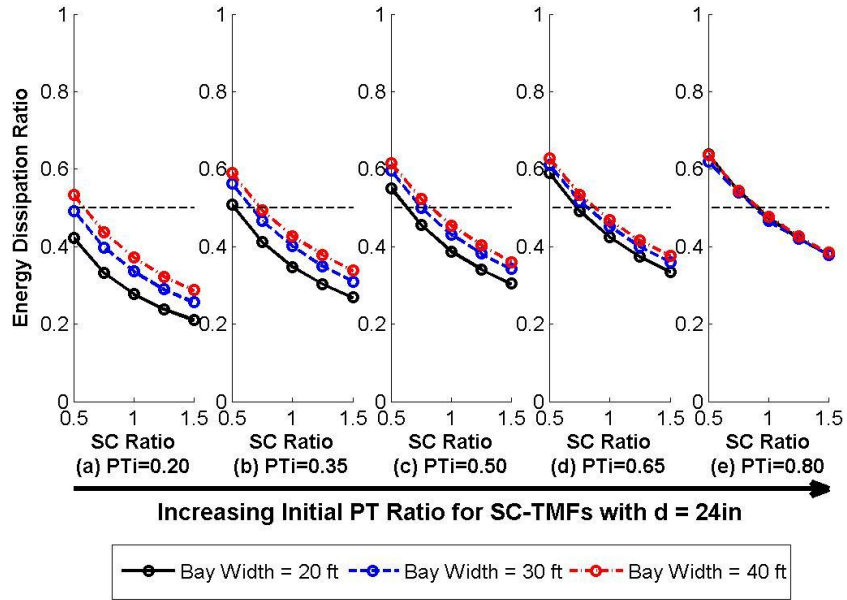 Energy Dissipation Ratio
1 1 1 1 1
0.8 0.8 0.8 0.8 0.8
0.6 0.6 0.6 0.6 0.6
0.4 0.4 0.4 0.4 0.4
0.2 0.2 0.2 0.2 0.2
0 0 0 0 0
0.5 1 1.5 0.5 1 1.5 0.5 1 1.5 0.5 1 1.5 0.5 1 1.5
SC Ratio SC Ratio SC Ratio SC Ratio SC Ratio
(a) PTi=0.20 (b) PTi=0.35 (c) PTi=0.50 (d) PTi=0.65 (e) PTi=0.80
Increasing Initial PT Ratio for SC-TMFs with d = 24in
Bay Width = 20 ft Bay Width = 30 ft Bay Width = 40 ft